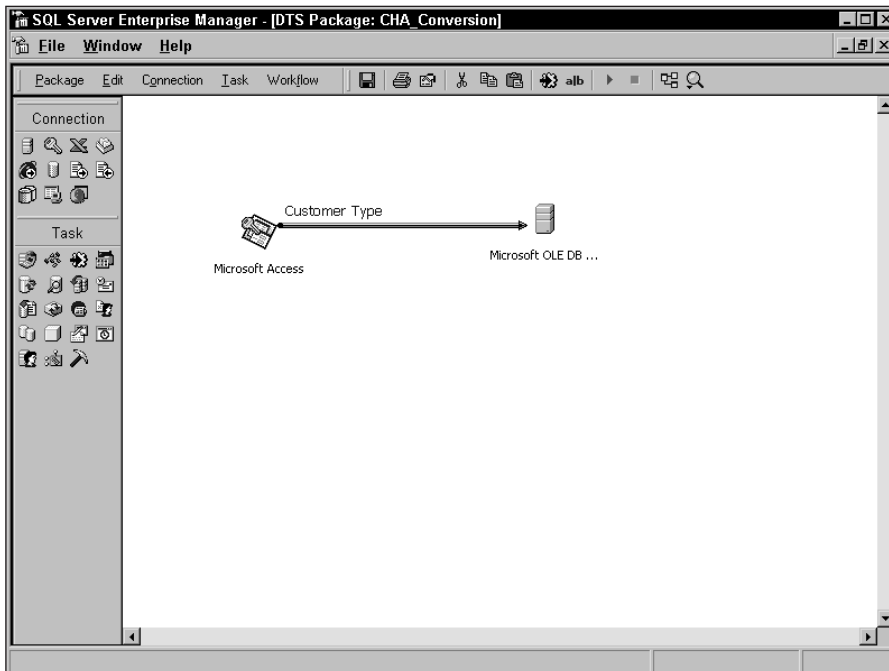 SQL Server Enterprise Manager - [DTS Package: CHA_Conversion]
File Window Help
Package Edit Connection Task Workflow a|b
Connection
Task
Customer Type
Microsoft Access
Microsoft OLE DB ...